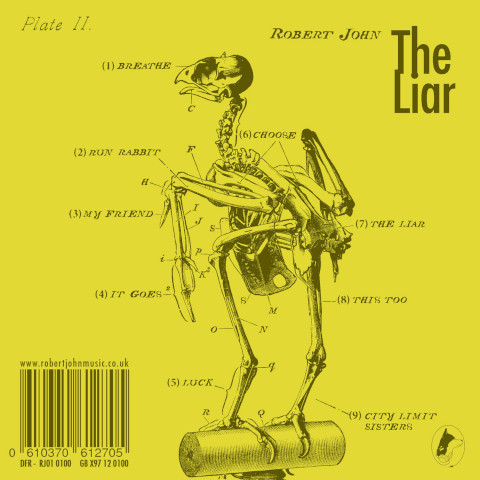 Plate II.
ROBERT JOHN
The
Liar
(1) BREATHE
C
(6) CHOOSE
(2) RUN RABBIT
F
H
I
(3) MY FRIEND
J
S
(7) THE LIAR
p
i
K²
(4) IT GOES
S
M
(8) THIS TOO
O
N
q
(5) LUCK
R
Q
(9) CITY LIMIT
SISTERS
www.robertjohnmusic.co.uk
0 610370 612705
DFR - RJ01 0100 GB X97 12 0100